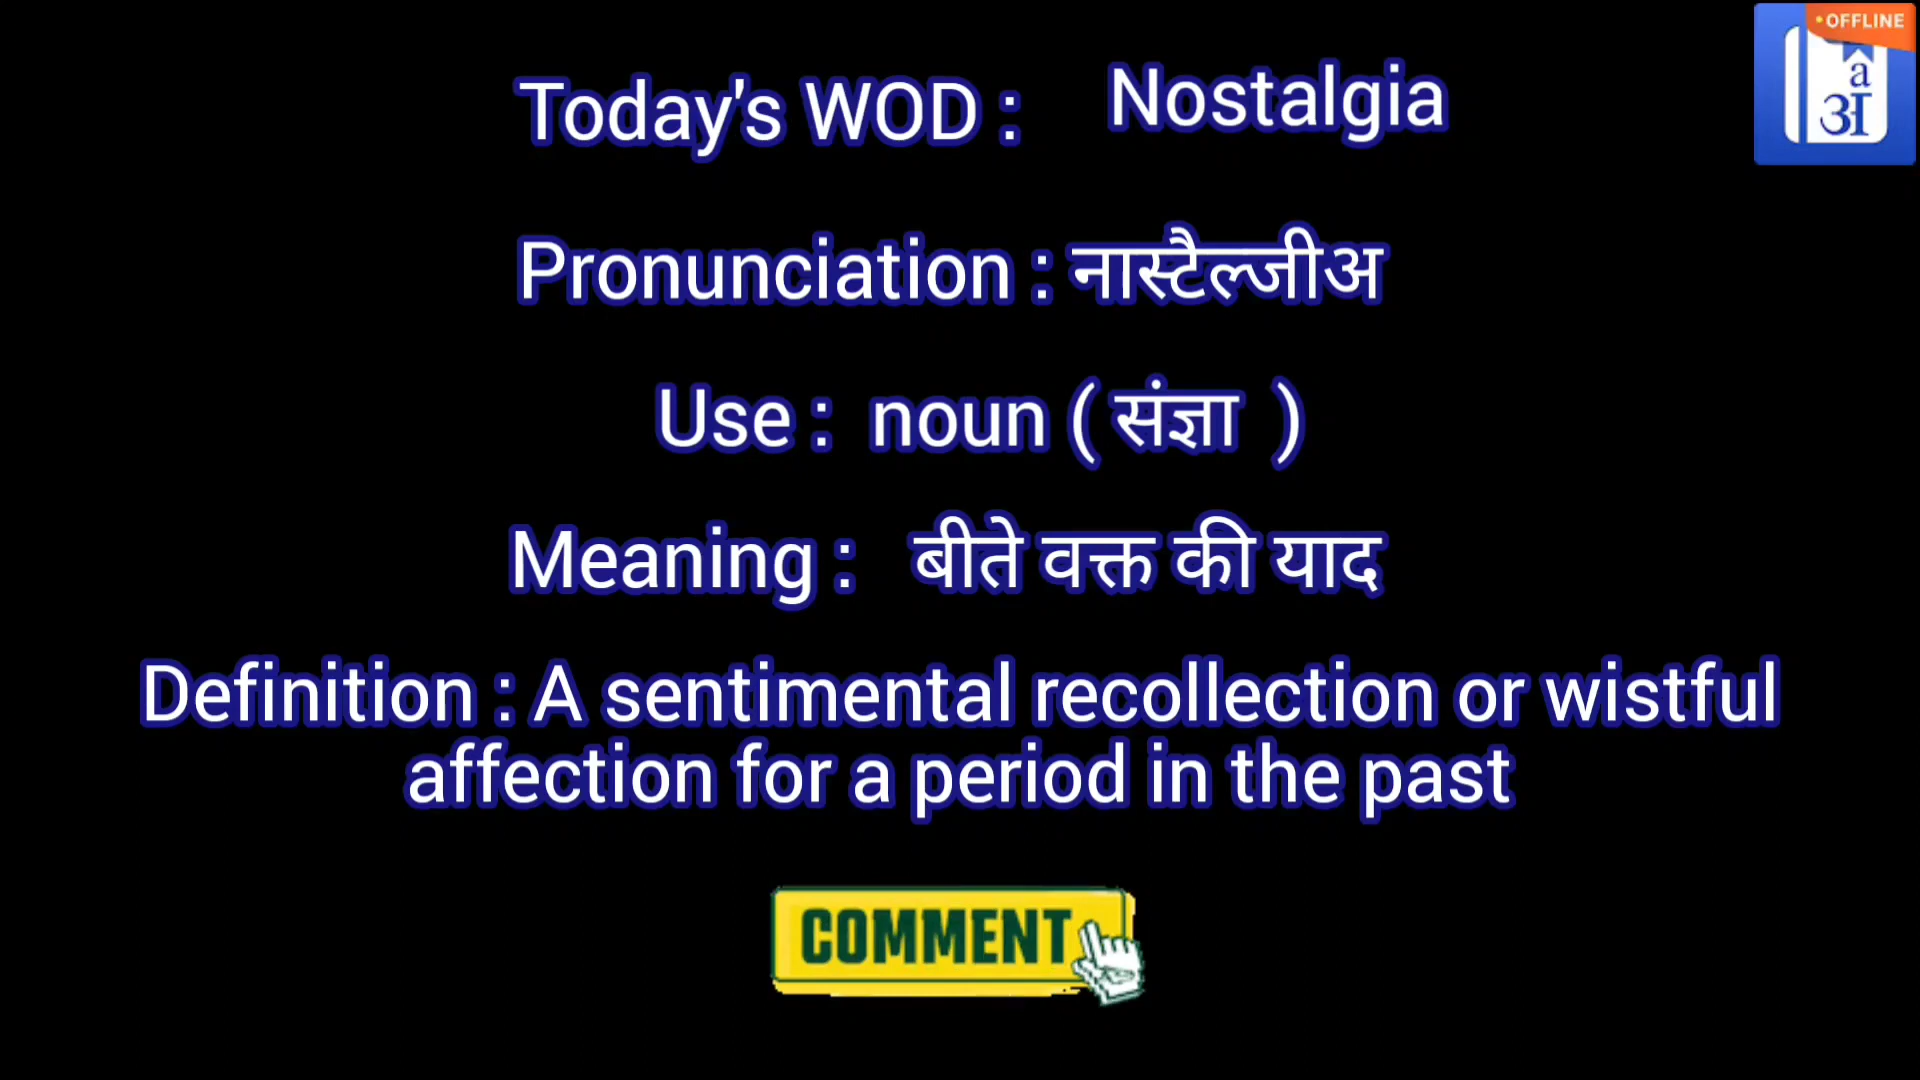 •OFFLINE
a
अ
Today's WOD : Nostalgia
Pronunciation : नास्टैल्जीअ
Use : noun ( संज्ञा )
Meaning : बीते वक्त की याद
Definition : A sentimental recollection or wistful
affection for a period in the past
COMMENT